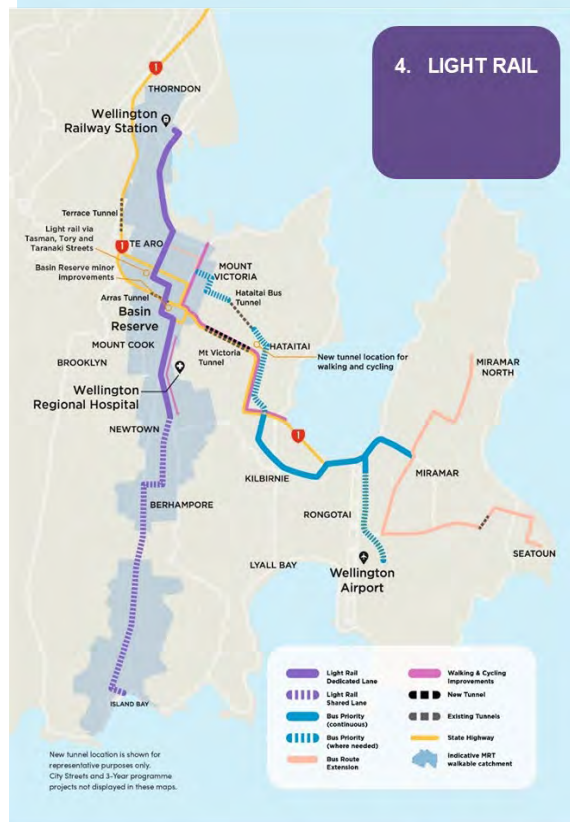 4. LIGHT RAIL
1
THORNDON
Wellington
Railway Station
Terrace Tunnel
Light rail via
Tasman, Tory and
Taranaki Streets
1
TE ARO
Basin Reserve minor
Improvements
MOUNT
VICTORIA
Hataitai Bus
Tunnel
Arras Tunnel
Basin
Reserve
HATAITAI
MOUNT COOK
Mt Victoria
Tunnel
New tunnel location for
walking and cycling
BROOKLYN
MIRAMAR
NORTH
Wellington
Regional Hospital
NEWTOWN
1
KILBIRNIE
MIRAMAR
BERHAMPORE
RONGOTAI
SEATOUN
LYALL BAY
Wellington
Airport
ISLAND BAY
Light Rail
Dedicated Lane
Light Rail
Shared Lane
Bus Priority
(continuous)
Bus Priority
(where needed)
Bus Route
Extension
Walking & Cycling
Improvements
New Tunnel
Existing Tunnels
State Highway
Indicative MRT
walkable catchment
New tunnel location is shown for
representative purposes only.
City Streets and 3-Year programme
projects not displayed in these maps.